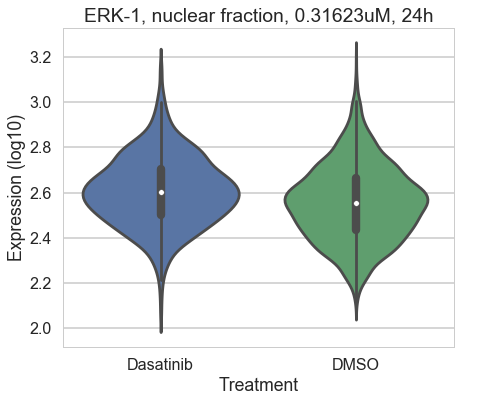 ERK-1, nuclear fraction, 0.31623uM, 24h
Expression (log10)
3.2
3.0
2.8
2.6
2.4
2.2
2.0
Dasatinib
DMSO
Treatment